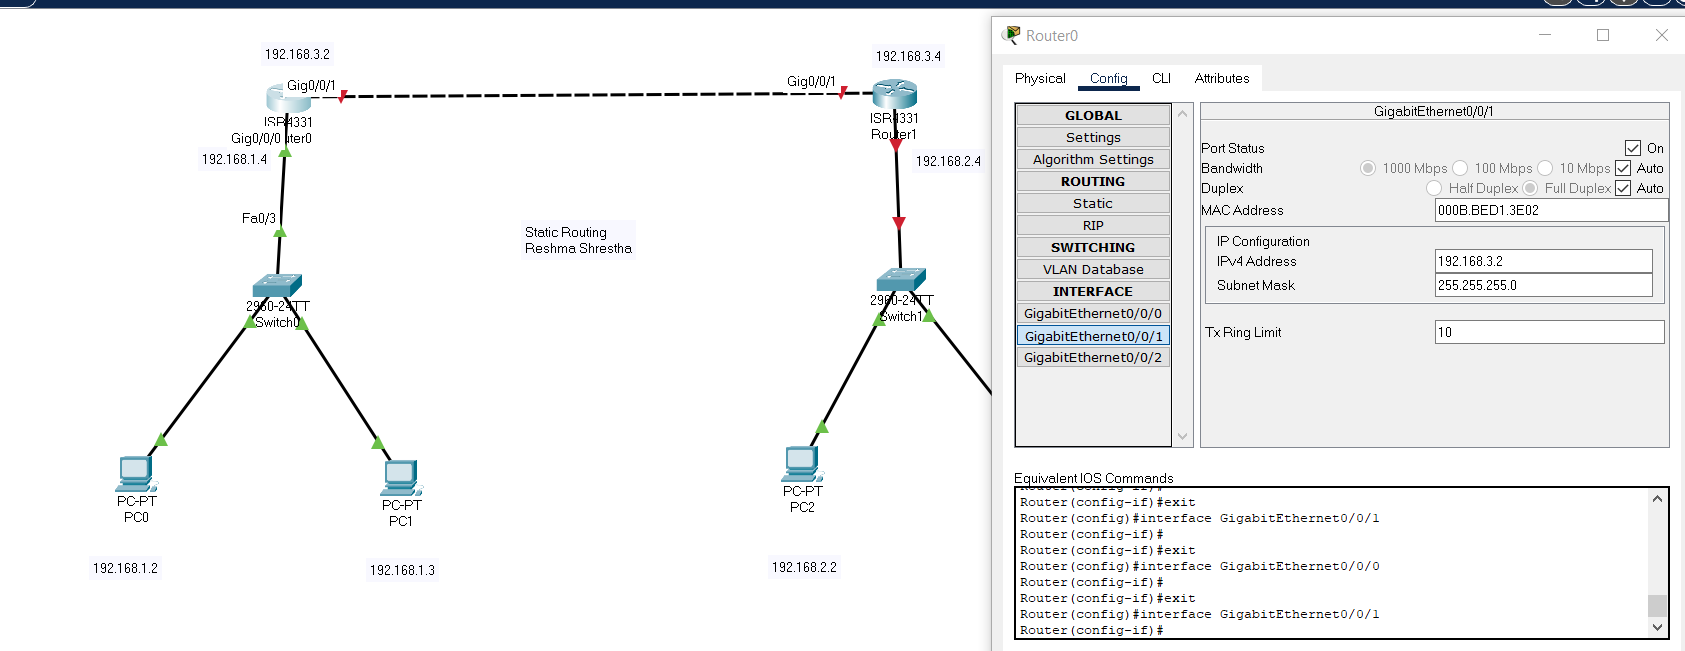 192.168.3.2
Gig0/0/1
ISR4331
Gig0/0/0
192.168.1.4
Fa0/3
2960-24TT
Switch0
PC-PT
PC0
192.168.1.2
PC-PT
PC1
192.168.1.3
Static Routing
Reshma Shrestha
192.168.3.4
Gig0/0/1
ISR4331
Router1
192.168.2.4
2960-24TT
Switch1
PC-PT
PC2
192.168.2.2
Router0
Physical Config CLI Attributes
GLOBAL
Settings
Algorithm Settings
ROUTING
Static
RIP
SWITCHING
VLAN Database
INTERFACE
GigabitEthernet0/0/0
GigabitEthernet0/0/1
GigabitEthernet0/0/2
GigabitEthernet0/0/1
Port Status On
Bandwidth 1000 Mbps 100 Mbps 10 Mbps Auto
Duplex Half Duplex Full Duplex Auto
MAC Address 000B.BED1.3E02
IP Configuration
IPv4 Address 192.168.3.2
Subnet Mask 255.255.255.0
Tx Ring Limit 10
Equivalent IOS Commands
Router(config-if)#
Router(config-if)#exit
Router(config)#interface GigabitEthernet0/0/1
Router(config-if)#
Router(config-if)#exit
Router(config)#interface GigabitEthernet0/0/0
Router(config-if)#
Router(config-if)#exit
Router(config)#interface GigabitEthernet0/0/1
Router(config-if)#